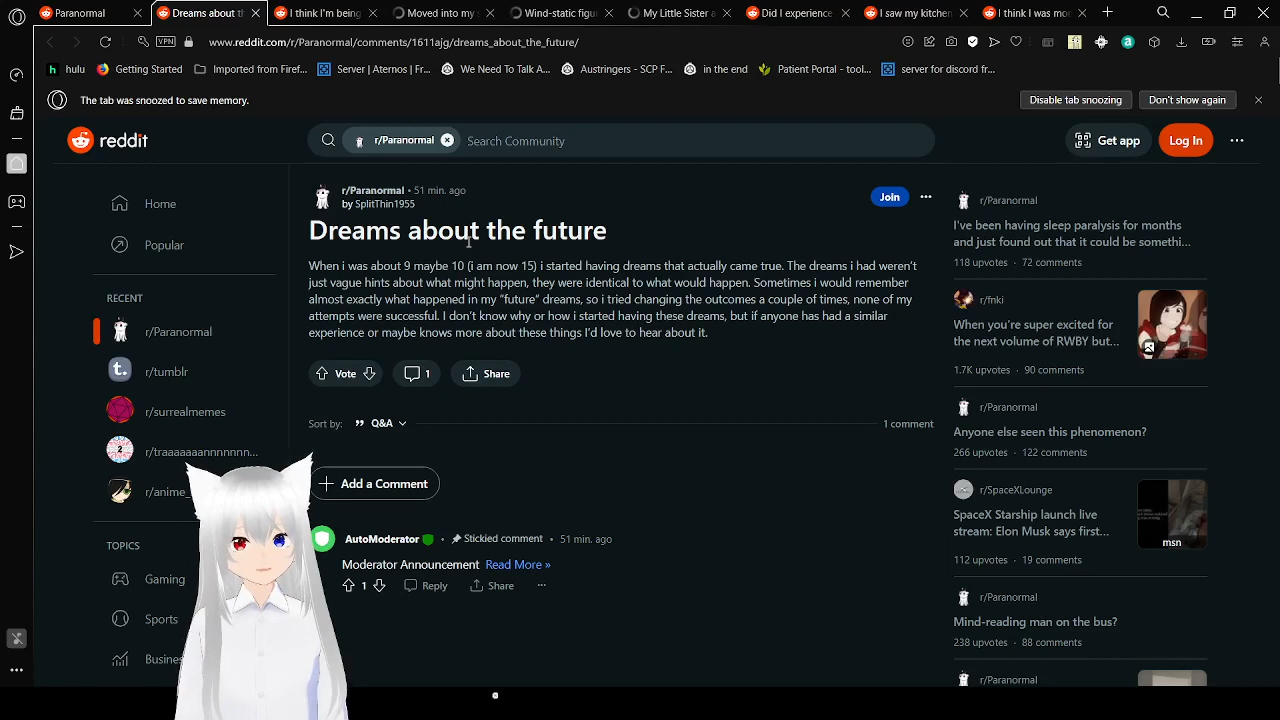 Paranormal
Dreams about th
I think I'm being
Moved into my
Wind-static figu
My Little Sister a
Did I experience
I saw my kitchen
I think I was mo
VPN
www.reddit.com/r/Paranormal/comments/1611ajg/dreams_about_the_future/
hulu
Getting Started
Imported from Firef...
Server | Aternos | Fr...
We Need To Talk A...
Austringers - SCP F...
in the end
Patient Portal - tool...
server for discord fr...
The tab was snoozed to save memory.
Disable tab snoozing
Don't show again
reddit
r/Paranormal
Search Community
Get app
Log In
Home
Popular
RECENT
r/Paranormal
r/tumblr
r/surrealmemes
r/traaaaaaannnnnnn...
r/anime_
TOPICS
Gaming
Sports
Busines
r/Paranormal • 51 min. ago
by SplitThin1955
Join
Dreams about the future
When i was about 9 maybe 10 (i am now 15) i started having dreams that actually came true. The dreams i had weren't
just vague hints about what might happen, they were identical to what would happen. Sometimes i would remember
almost exactly what happened in my “future” dreams, so i tried changing the outcomes a couple of times, none of my
attempts were successful. I don't know why or how i started having these dreams, but if anyone has had a similar
experience or maybe knows more about these things I'd love to hear about it.
Vote
1
Share
Sort by:
Q&A
1 comment
Add a Comment
AutoModerator
Stickied comment • 51 min. ago
Moderator Announcement Read More »
1
Reply
Share
r/Paranormal
I've been having sleep paralysis for months
and just found out that it could be somethi...
118 upvotes • 72 comments
r/fnki
When you're super excited for
the next volume of RWBY but...
1.7K upvotes • 90 comments
r/Paranormal
Anyone else seen this phenomenon?
266 upvotes • 122 comments
r/SpaceXLounge
SpaceX Starship launch live
stream: Elon Musk says first...
msn
112 upvotes • 19 comments
r/Paranormal
Mind-reading man on the bus?
238 upvotes • 88 comments
r/Paranormal